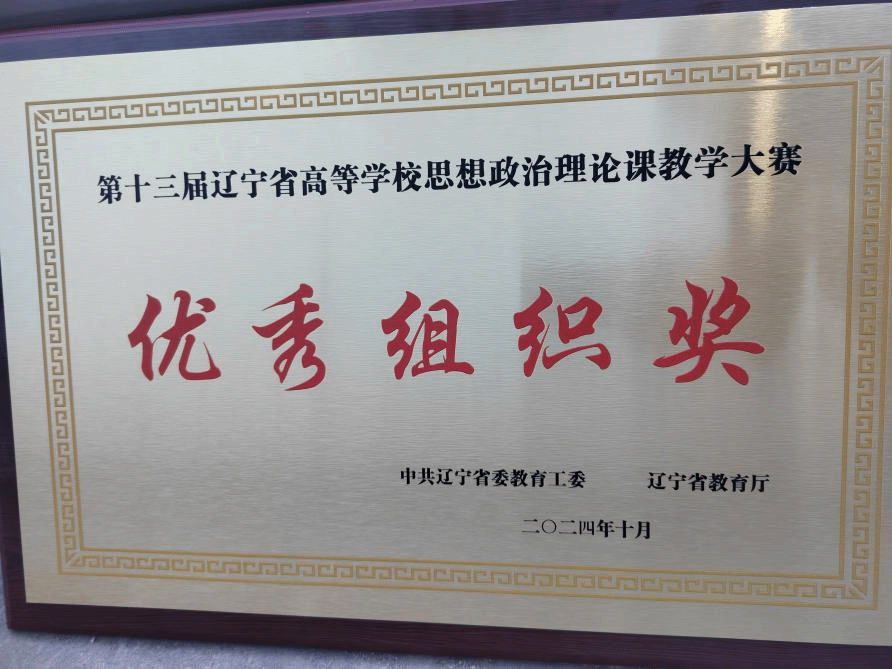 第十三届辽宁省高等学校思想政治理论课教学大赛
优秀组织奖
中共辽宁省委教育工委 辽宁省教育厅
二〇二四年十月